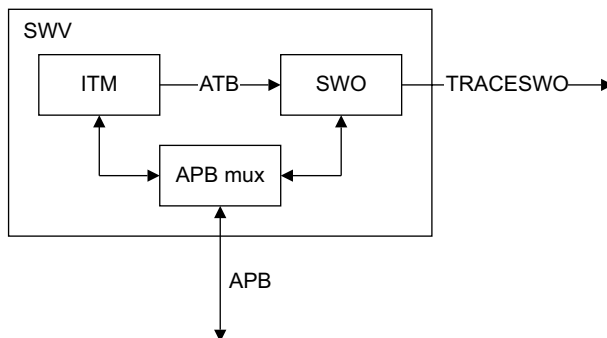 SWV
ITM
ATB
SWO
TRACESWO
APB mux
APB